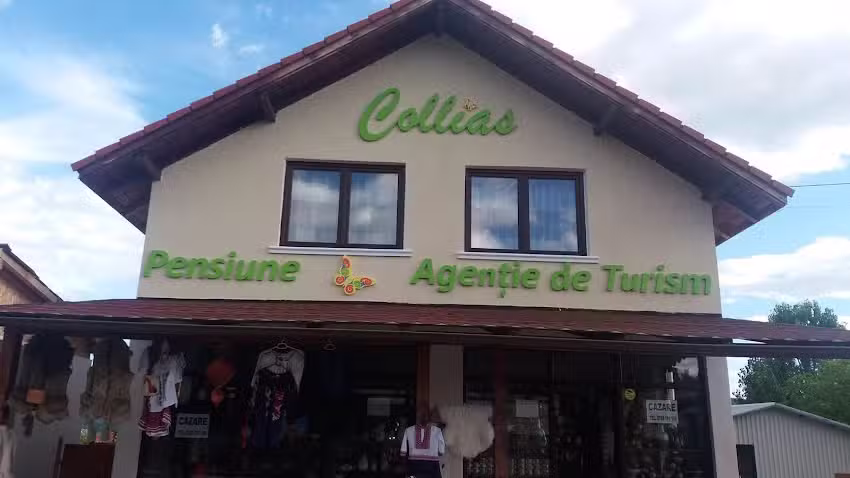 Collias
Pensiune
Agenție de Turism
CAZARE
CAZARE